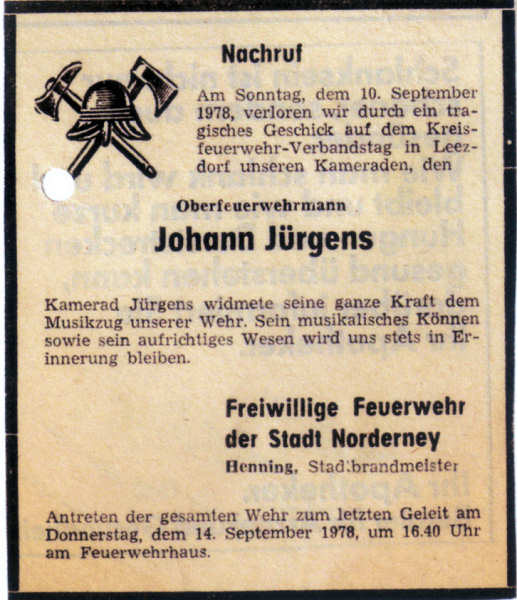 Nachruf
Am Sonntag, dem 10. September
1978, verloren wir durch ein tra-
gisches Geschick auf dem Kreis-
feuerwehr-Verbandstag in Leez-
dorf unseren Kameraden, den
Oberfeuerwehrmann
Johann Jürgens
Kamerad Jürgens widmete seine ganze Kraft dem
Musikzug unserer Wehr. Sein musikalisches Können
sowie sein aufrichtiges Wesen wird uns stets in Er-
innerung bleiben.
Freiwillige Feuerwehr
der Stadt Norderney
Henning, Stadtbrandmeister
Antreten der gesamten Wehr zum letzten Geleit am
Donnerstag, dem 14. September 1978, um 16.40 Uhr
am Feuerwehrhaus.